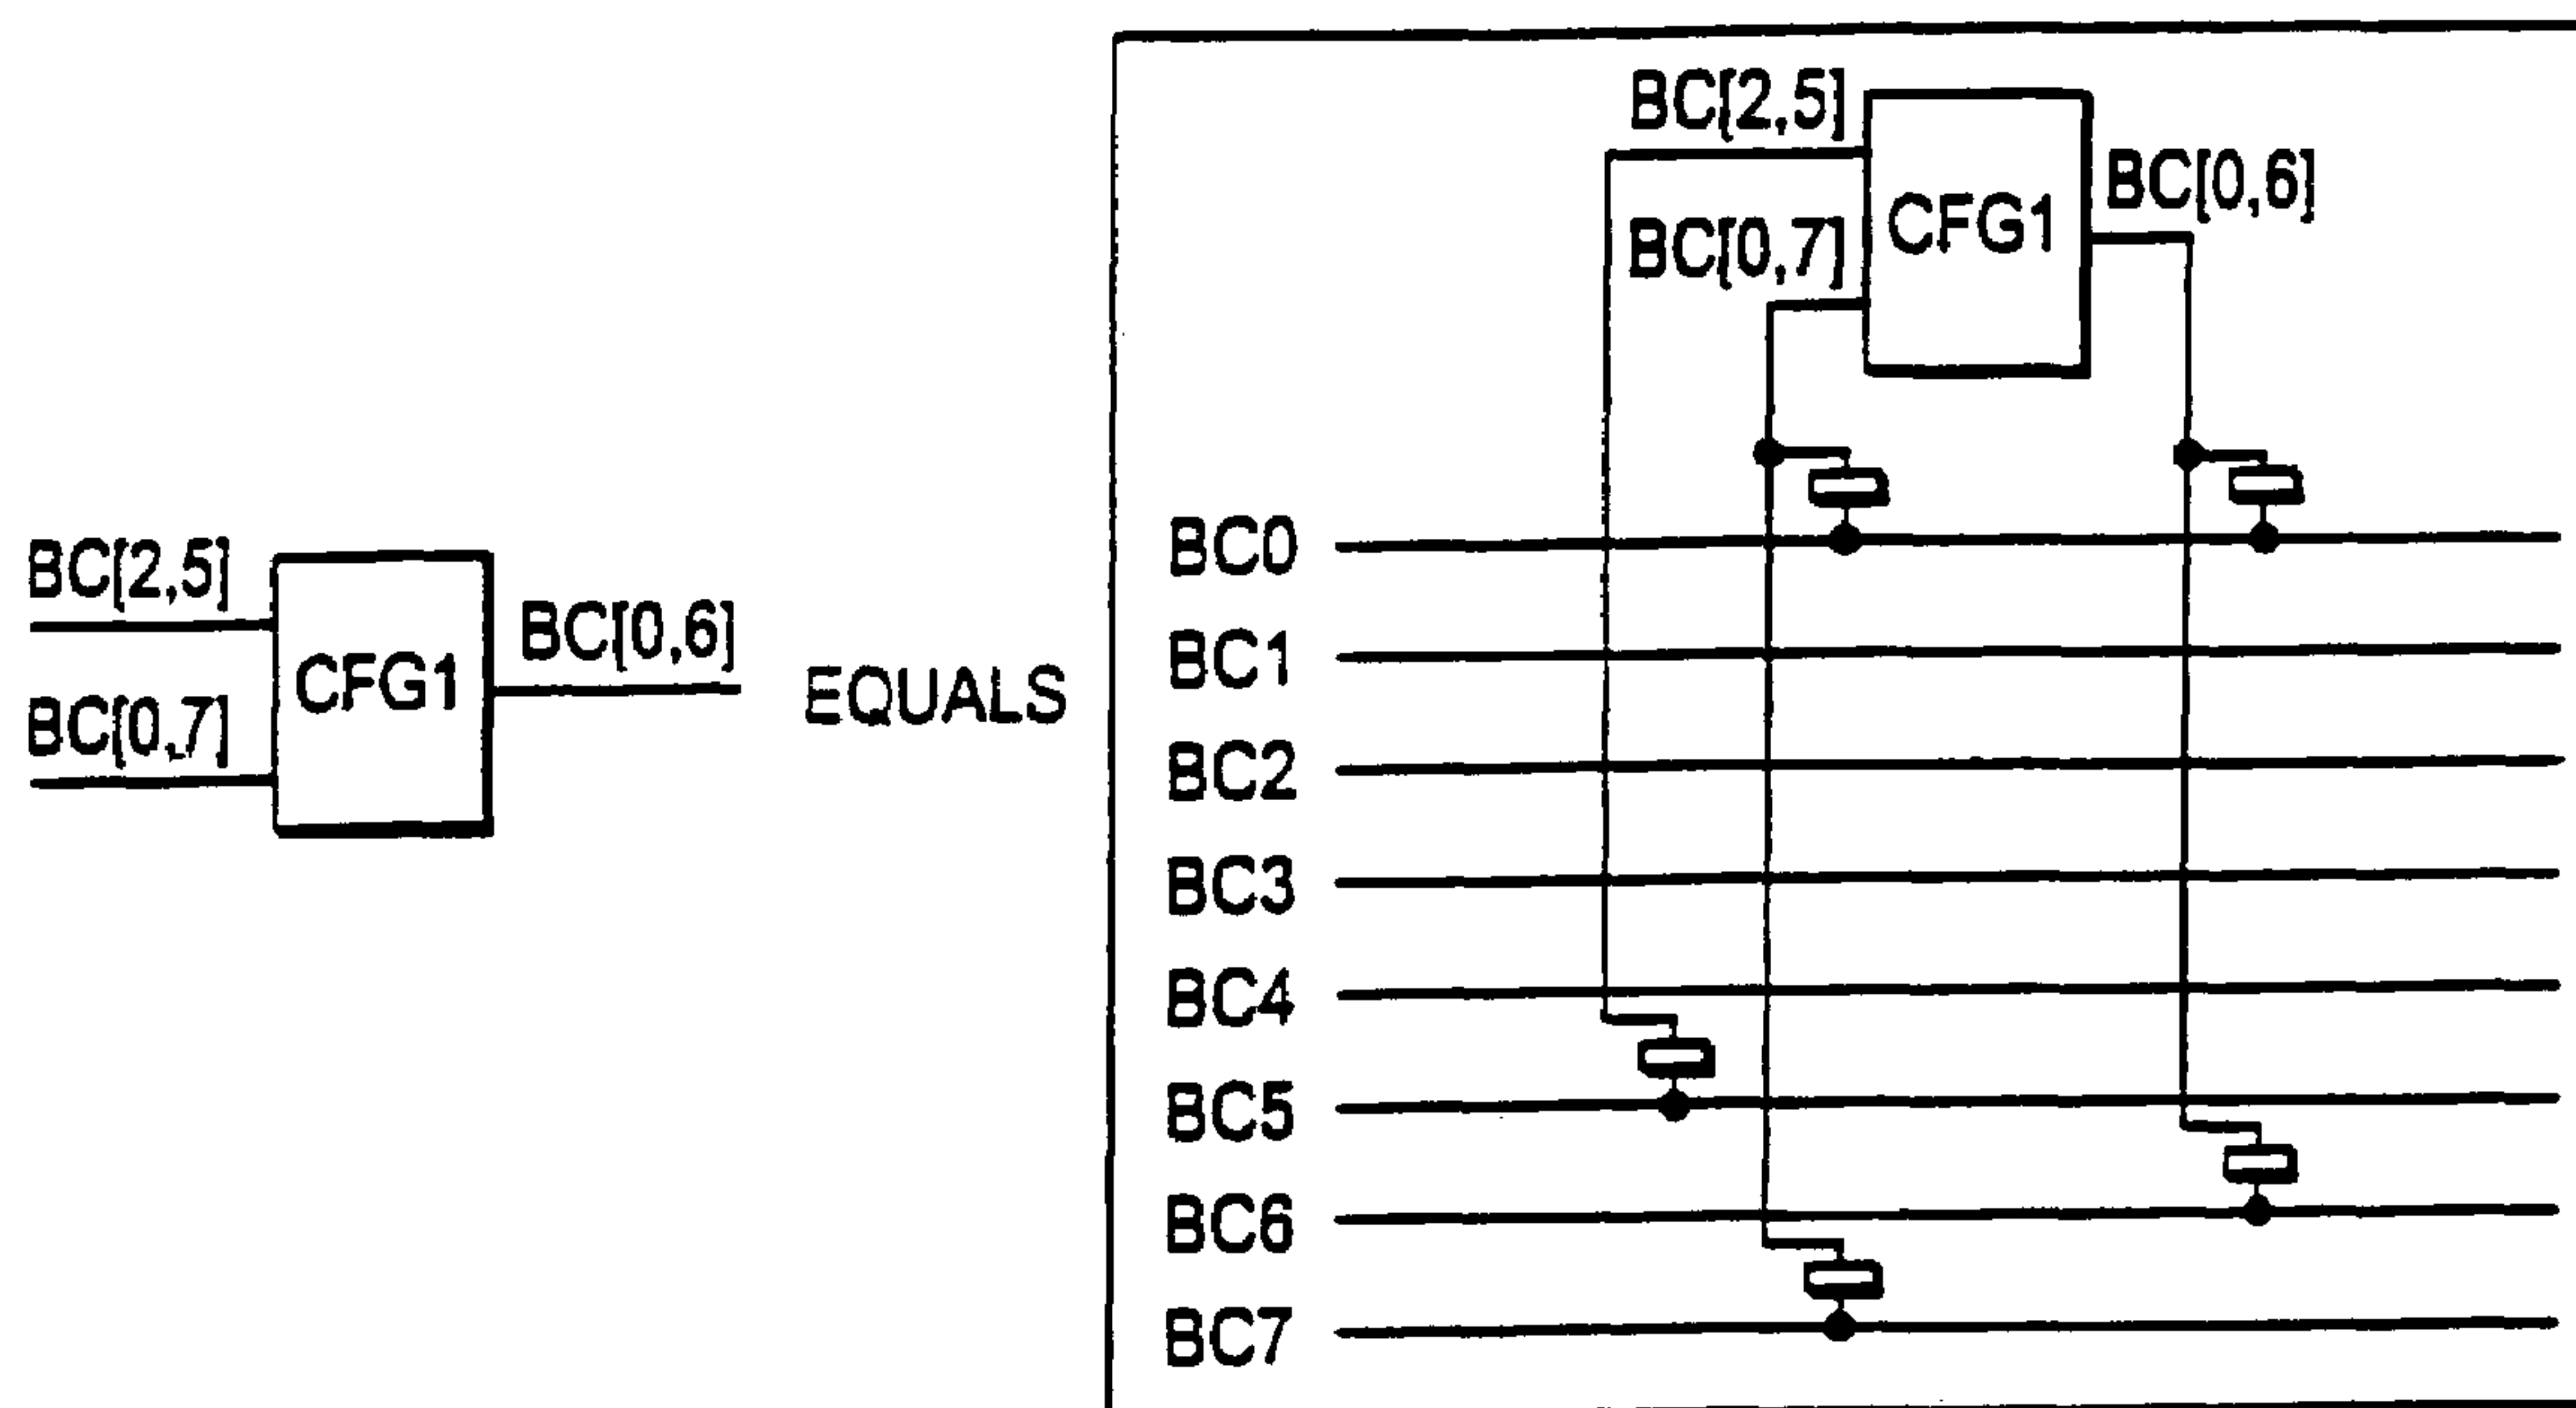 BC[2,5]
BC[0,7]
CFG1
BC[0,6]
EQUALS
BC[2,5]
BC[0,7]
CFG1
BC[0,6]
BC0
BC1
BC2
BC3
BC4
BC5
BC6
BC7